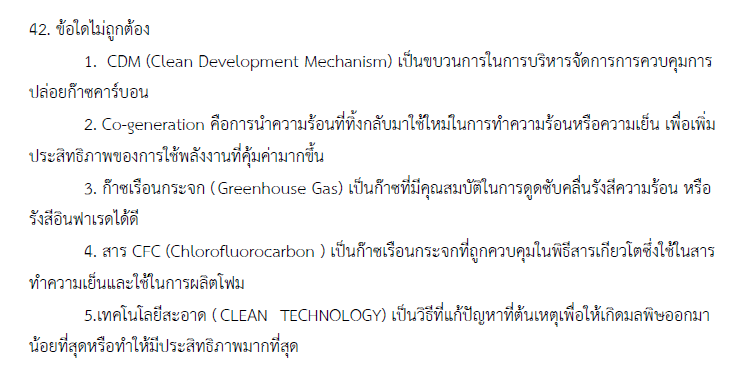 42. ข้อใดไม่ถูกต้อง
1. CDM (Clean Development Mechanism) เป็นขบวนการในการบริหารจัดการการควบคุมการ
ปล่อยก๊าซคาร์บอน
2. Co-generation คือการนำความร้อนที่ทิ้งกลับมาใช้ใหม่ในการทำความร้อนหรือความเย็น เพื่อเพิ่ม
ประสิทธิภาพของการใช้พลังงานที่คุ้มค่ามากขึ้น
3. ก๊าซเรือนกระจก (Greenhouse Gas) เป็นก๊าซที่มีคุณสมบัติในการดูดซับคลื่นรังสีความร้อน หรือ
รังสีอินฟาเรดได้ดี
4. สาร CFC (Chlorofluorocarbon ) เป็นก๊าซเรือนกระจกที่ถูกควบคุมในพิธีสารเกียวโตซึ่งใช้ในสาร
ทำความเย็นและใช้ในการผลิตโฟม
5.เทคโนโลยีสะอาด ( CLEAN TECHNOLOGY) เป็นวิธีที่แก้ปัญหาที่ต้นเหตุเพื่อให้เกิดมลพิษออกมา
น้อยที่สุดหรือทำให้มีประสิทธิภาพมากที่สุด